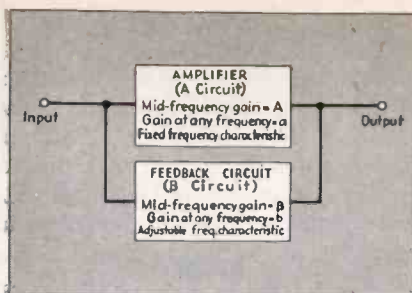 AMPLIFIER
(A Circuit)
Mid-frequency gain = A
Gain at any frequency = a
Fixed frequency characteristic
Input
Output
FEEDBACK CIRCUIT
(β Circuit)
Mid-frequency gain = β
Gain at any frequency = b
Adjustable freq. characteristic